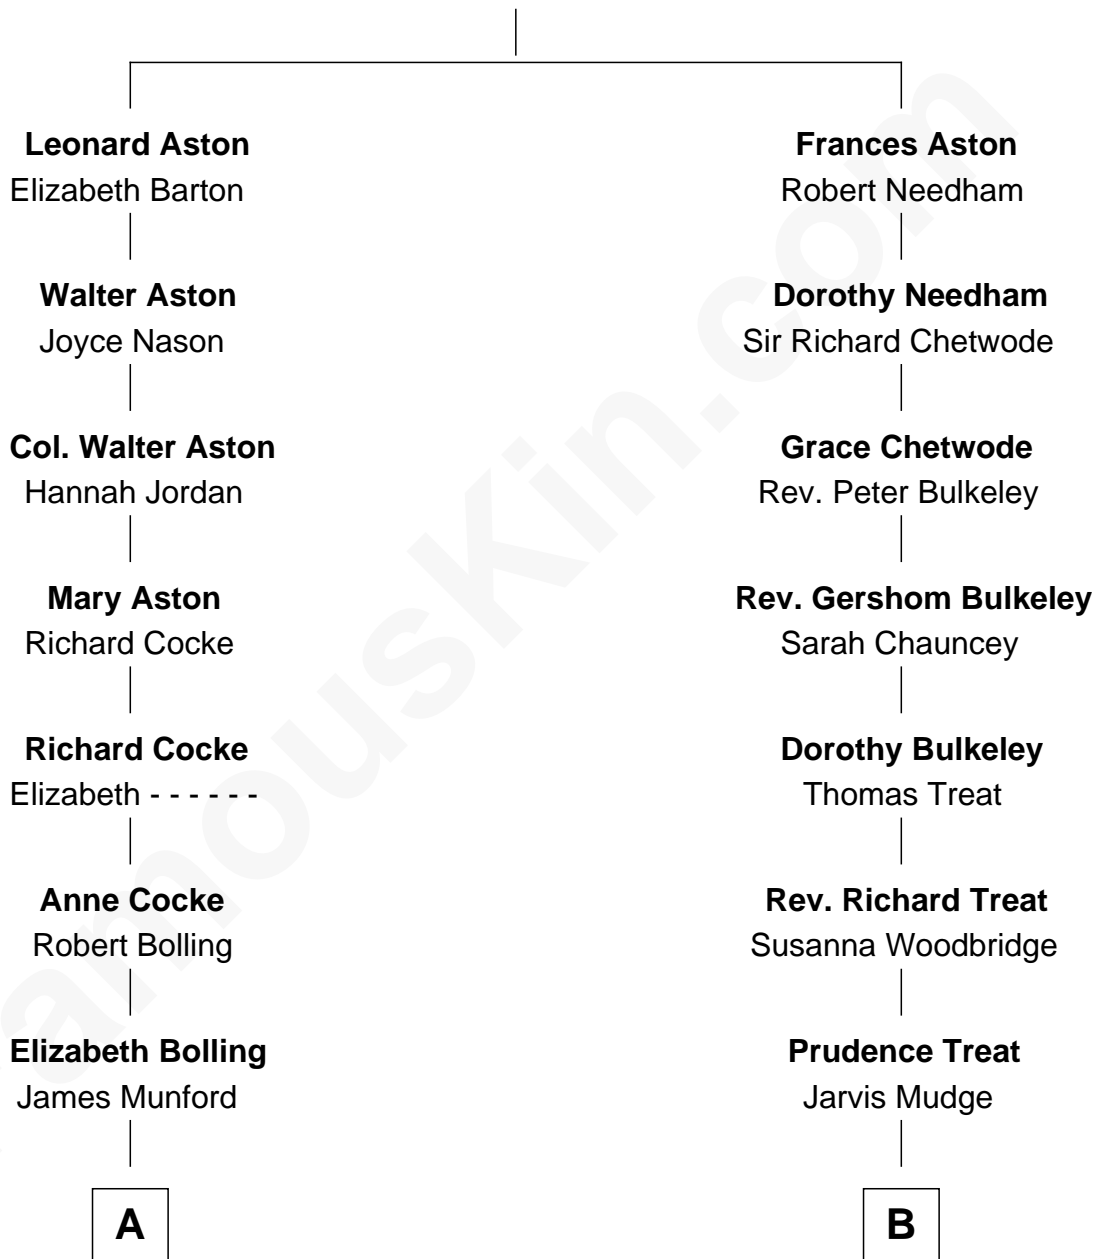 Leonard Aston
Elizabeth Barton
Walter Aston
Joyce Nason
Col. Walter Aston
Hannah Jordan
Mary Aston
Richard Cocke
Richard Cocke
Elizabeth - - - - - -
Anne Cocke
Robert Bolling
Elizabeth Bolling
James Munford
A
Frances Aston
Robert Needham
Dorothy Needham
Sir Richard Chetwode
Grace Chetwode
Rev. Peter Bulkeley
Rev. Gershom Bulkeley
Sarah Chauncey
Dorothy Bulkeley
Thomas Treat
Rev. Richard Treat
Susanna Woodbridge
Prudence Treat
Jarvis Mudge
B
amousKin.com